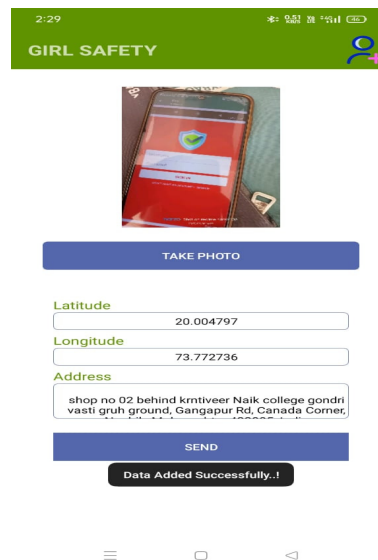 2:29
GIRL SAFETY
TAKE PHOTO
Latitude
20.004797
Longitude
73.772736
Address
shop no 02 behind krntiveer Naik college gondri
vasti gruh ground, Gangapur Rd, Canada Corner,
SEND
Data Added Successfully..!